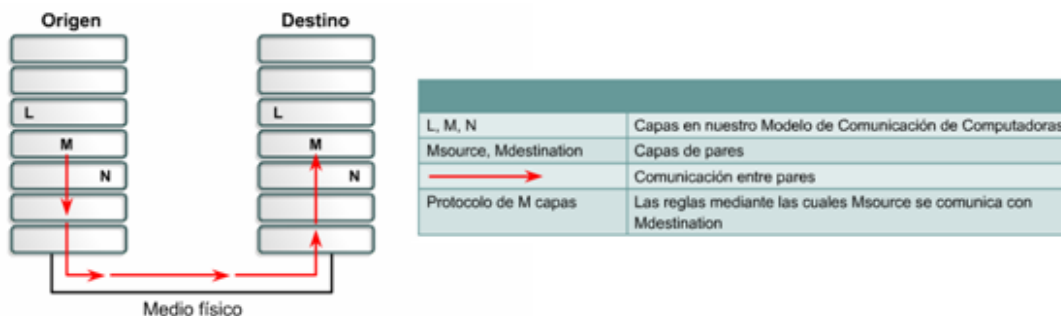 Origen
Destino
L
M
N
L
M
N
Medio físico
L, M, N
Capas en nuestro Modelo de Comunicación de Computadoras
Msource, Mdestination
Capas de pares
Comunicación entre pares
Protocolo de M capas
Las reglas mediante las cuales Msource se comunica con
Mdestination